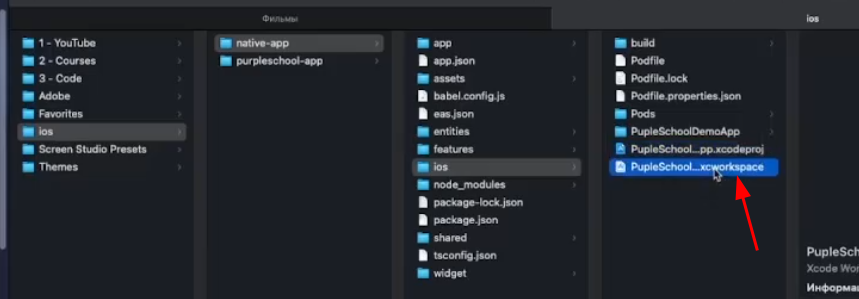 Фильмы
ios
1 - YouTube
2 - Courses
3 - Code
Adobe
Favorites
ios
Screen Studio Presets
Themes
native-app
purpleschool-app
app
app.json
assets
babel.config.js
eas.json
entities
features
ios
node_modules
package-lock.json
package.json
shared
tsconfig.json
widget
build
Podfile
Podfile.lock
Podfile.properties.json
Pods
PupleSchoolDemoApp
PupleSchool...pp.xcodeproj
PupleSchool...xcworkspace
PupleSch
Xcode Wo
Информа